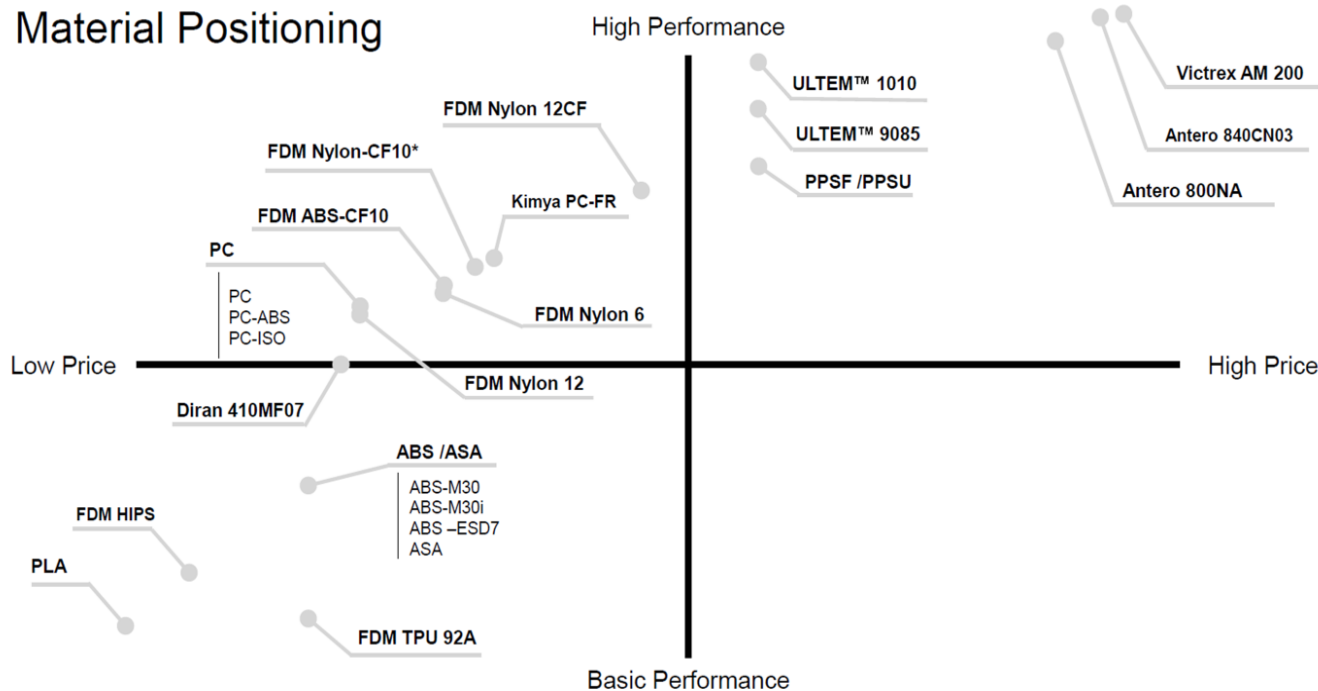 Material Positioning
High Performance
Victrex AM 200
ULTEM™ 1010
FDM Nylon 12CF
ULTEM™ 9085
Antero 840CN03
FDM Nylon-CF10*
PPSF /PPSU
Antero 800NA
Kimya PC-FR
FDM ABS-CF10
PC
PC
PC-ABS
PC-ISO
FDM Nylon 6
Low Price
High Price
FDM Nylon 12
Diran 410MF07
ABS /ASA
ABS-M30
ABS-M30i
ABS –ESD7
ASA
FDM HIPS
PLA
FDM TPU 92A
Basic Performance